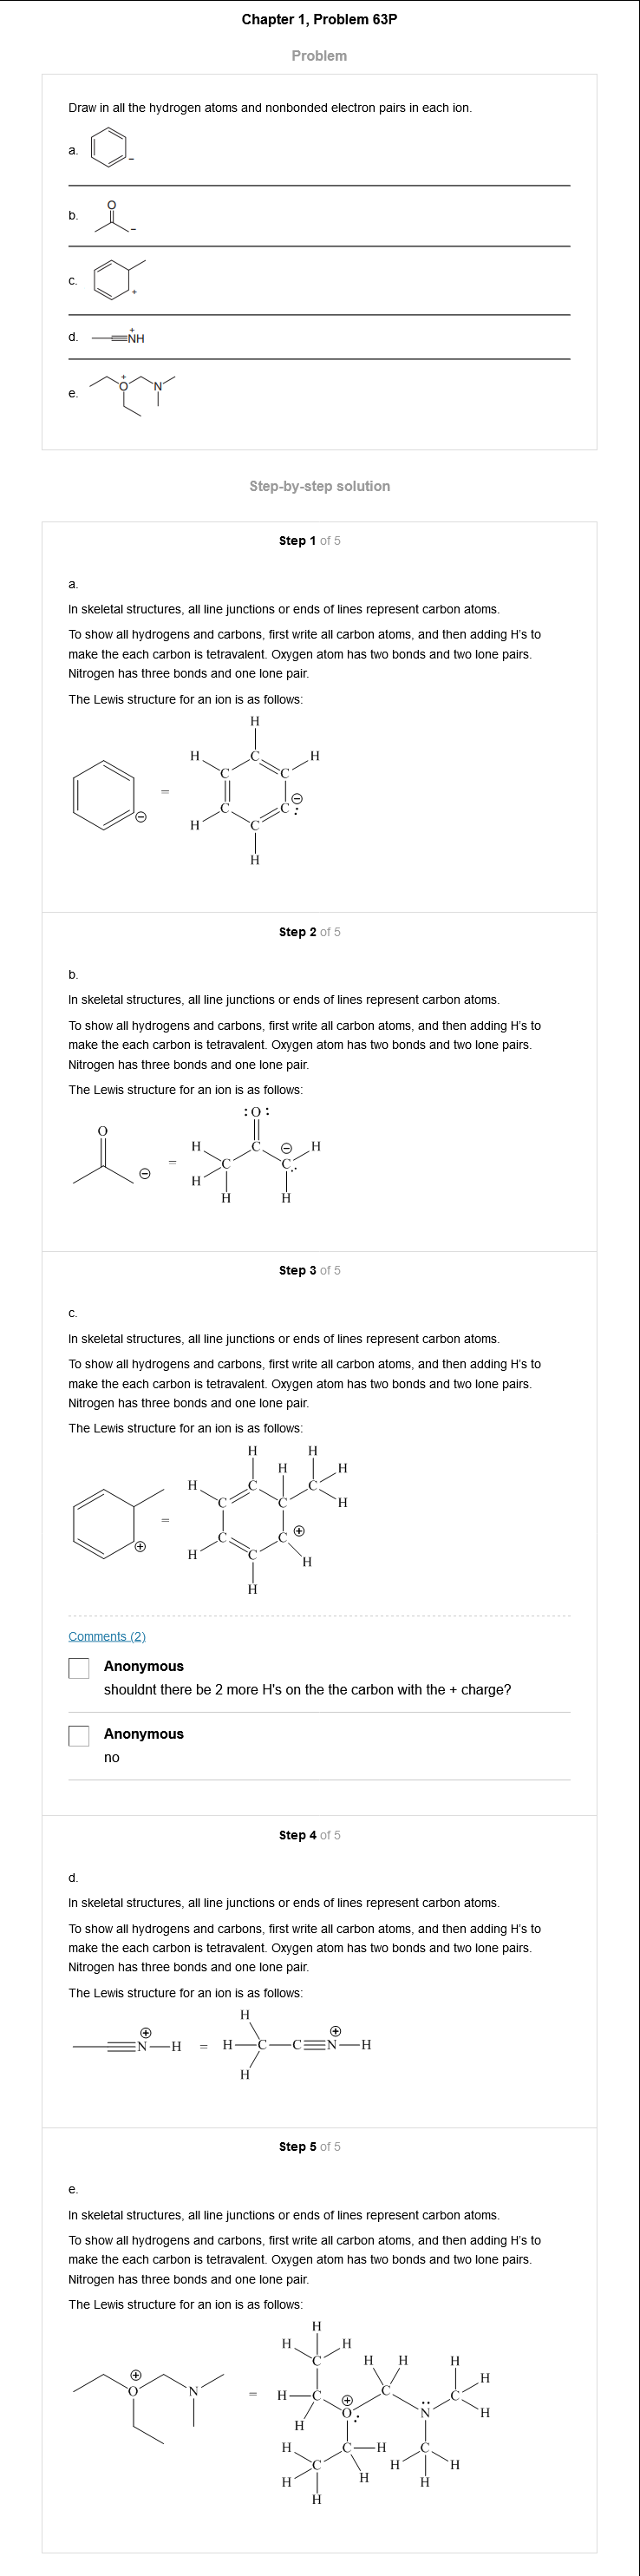 Chapter 1, Problem 63P
Problem
Draw in all the hydrogen atoms and nonbonded electron pairs in each ion.
a.
−
b.
O
−
c.
+
d.
+
NH
e.
+
O N
Step-by-step solution
Step 1 of 5
a.
In skeletal structures, all line junctions or ends of lines represent carbon atoms.
To show all hydrogens and carbons, first write all carbon atoms, and then adding H's to
make the each carbon is tetravalent. Oxygen atom has two bonds and two lone pairs.
Nitrogen has three bonds and one lone pair.
The Lewis structure for an ion is as follows:
H
H C H
C C
=
⊖
⊖
C C:
H C
H
Step 2 of 5
b.
In skeletal structures, all line junctions or ends of lines represent carbon atoms.
To show all hydrogens and carbons, first write all carbon atoms, and then adding H's to
make the each carbon is tetravalent. Oxygen atom has two bonds and two lone pairs.
Nitrogen has three bonds and one lone pair.
The Lewis structure for an ion is as follows:
:O:
O
H C ⊖ H
⊖ = C C:
H
H H
Step 3 of 5
c.
In skeletal structures, all line junctions or ends of lines represent carbon atoms.
To show all hydrogens and carbons, first write all carbon atoms, and then adding H's to
make the each carbon is tetravalent. Oxygen atom has two bonds and two lone pairs.
Nitrogen has three bonds and one lone pair.
The Lewis structure for an ion is as follows:
H H
H H
H C C
C C H
=
⊕
⊕
C C
H C H
H
Comments (2)
Anonymous
shouldnt there be 2 more H's on the the carbon with the + charge?
Anonymous
no
Step 4 of 5
d.
In skeletal structures, all line junctions or ends of lines represent carbon atoms.
To show all hydrogens and carbons, first write all carbon atoms, and then adding H's to
make the each carbon is tetravalent. Oxygen atom has two bonds and two lone pairs.
Nitrogen has three bonds and one lone pair.
The Lewis structure for an ion is as follows:
H
⊕ ⊕
N H = H C C N H
H
Step 5 of 5
e.
In skeletal structures, all line junctions or ends of lines represent carbon atoms.
To show all hydrogens and carbons, first write all carbon atoms, and then adding H's to
make the each carbon is tetravalent. Oxygen atom has two bonds and two lone pairs.
Nitrogen has three bonds and one lone pair.
The Lewis structure for an ion is as follows:
H
H H
C H H H
⊕ H
O N = H C C C
⊕
H O: N H
H C H C
C H H H
H H
H